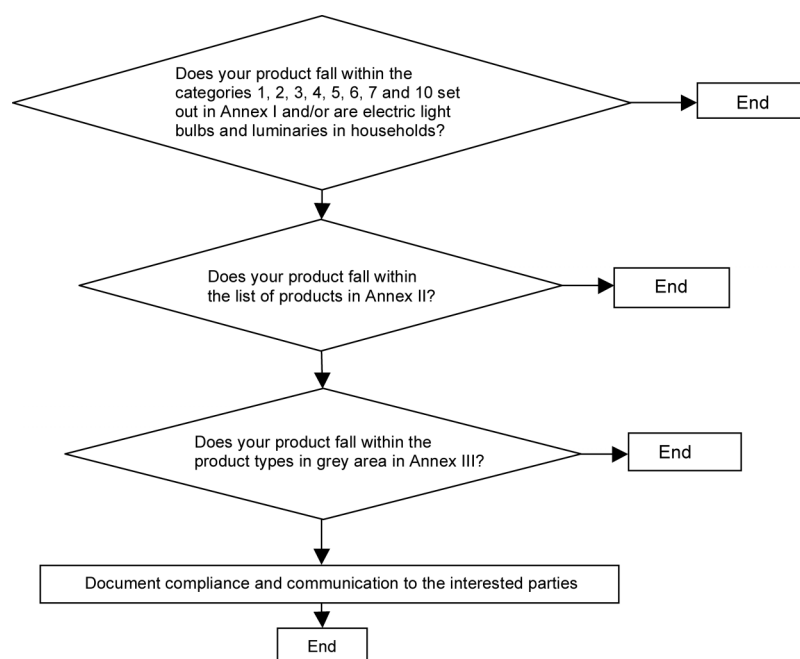 Does your product fall within the
categories 1, 2, 3, 4, 5, 6, 7 and 10 set
out in Annex I and/or are electric light
bulbs and luminaries in households?
End
Does your product fall within
the list of products in Annex II?
End
Does your product fall within the
product types in grey area in Annex III?
End
Document compliance and communication to the interested parties
End